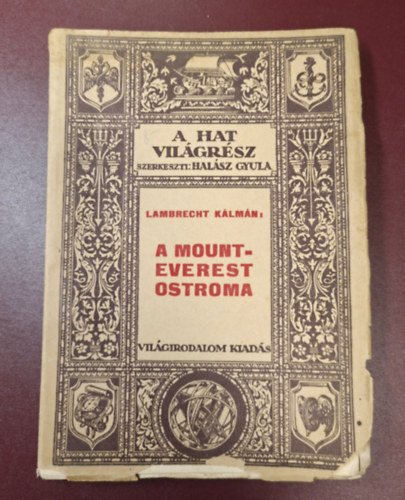 A HAT
VILÁGRÉSZ
SZERKESZTI: HALÁSZ GYULA
LAMBRECHT KÁLMÁN:
A MOUNT-
EVEREST
OSTROMA
VILÁGIRODALOM KIADÁS